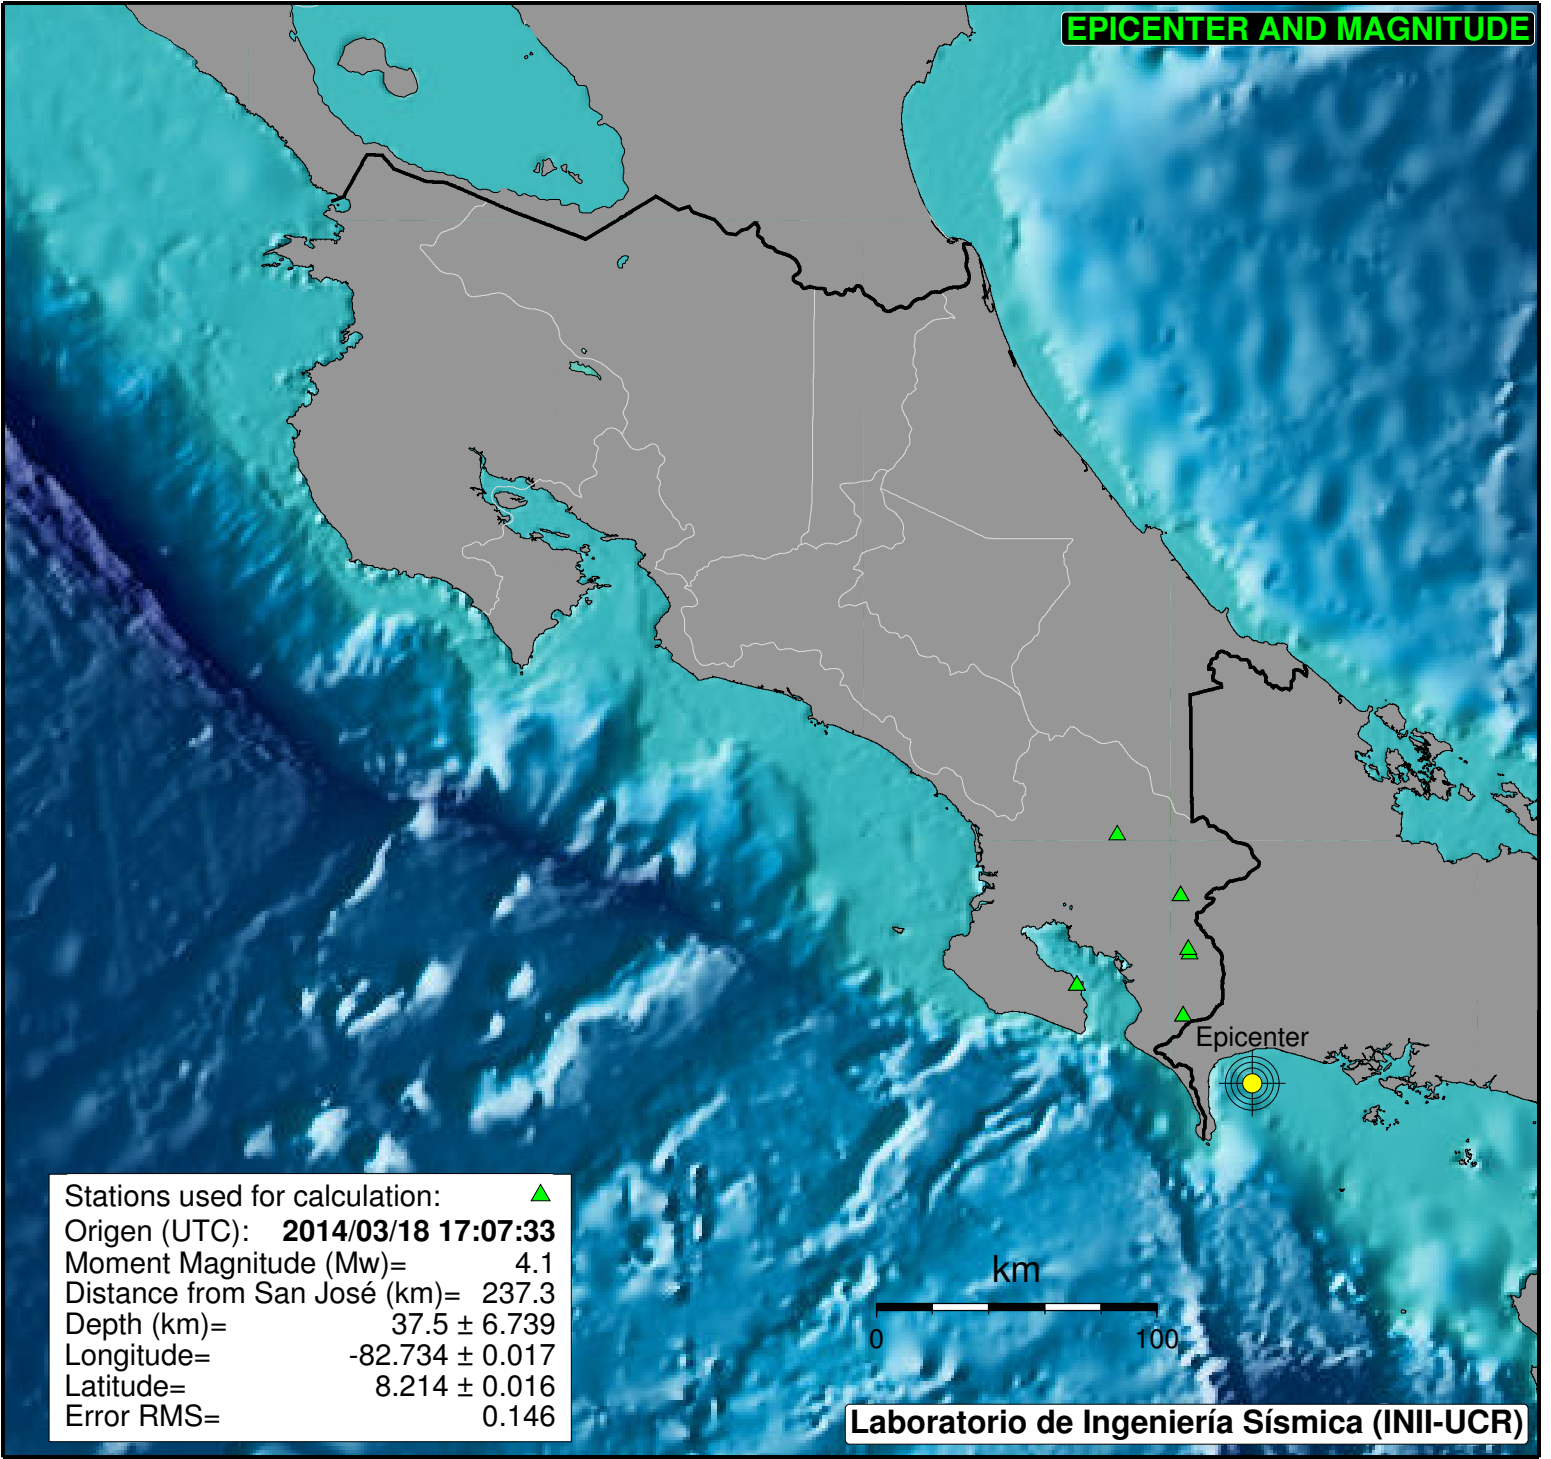 EPICENTER AND MAGNITUDE
Epicenter
km
0 100
Stations used for calculation:
Origen (UTC): 2014/03/18 17:07:33
Moment Magnitude (Mw)= 4.1
Distance from San José (km)= 237.3
Depth (km)= 37.5 ± 6.739
Longitude= -82.734 ± 0.017
Latitude= 8.214 ± 0.016
Error RMS= 0.146
Laboratorio de Ingeniería Sísmica (INII-UCR)